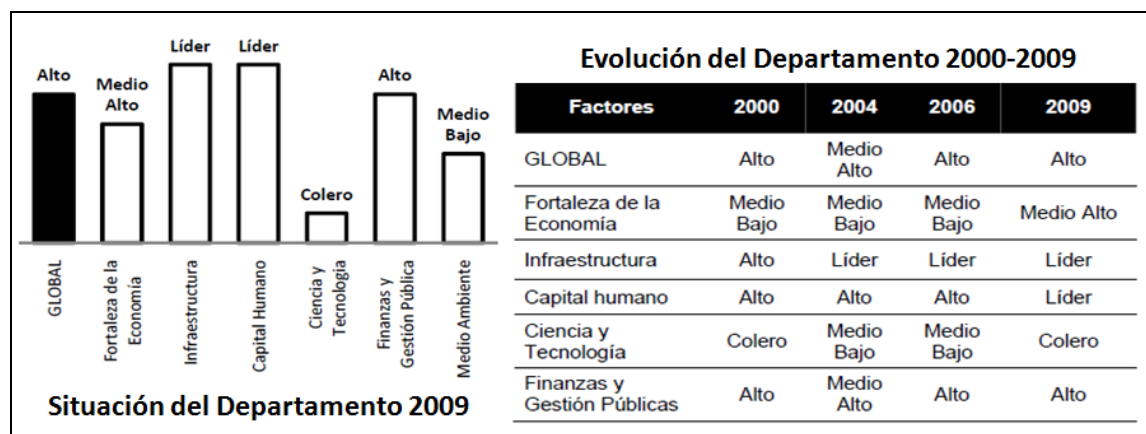 Alto
Medio
Alto
Líder
Líder
Colero
Alto
Medio
Bajo
GLOBAL
Fortaleza de la
Economía
Infraestructura
Capital Humano
Ciencia y
Tecnología
Finanzas y
Gestión Pública
Medio Ambiente
Situación del Departamento 2009
Evolución del Departamento 2000-2009
Factores 2000 2004 2006 2009
GLOBAL Alto Medio Alto Alto Alto
Fortaleza de la Economía Medio Bajo Medio Bajo Medio Bajo Medio Alto
Infraestructura Alto Líder Líder Líder
Capital humano Alto Alto Alto Líder
Ciencia y Tecnología Colero Medio Bajo Medio Bajo Colero
Finanzas y Gestión Públicas Alto Medio Alto Alto Alto